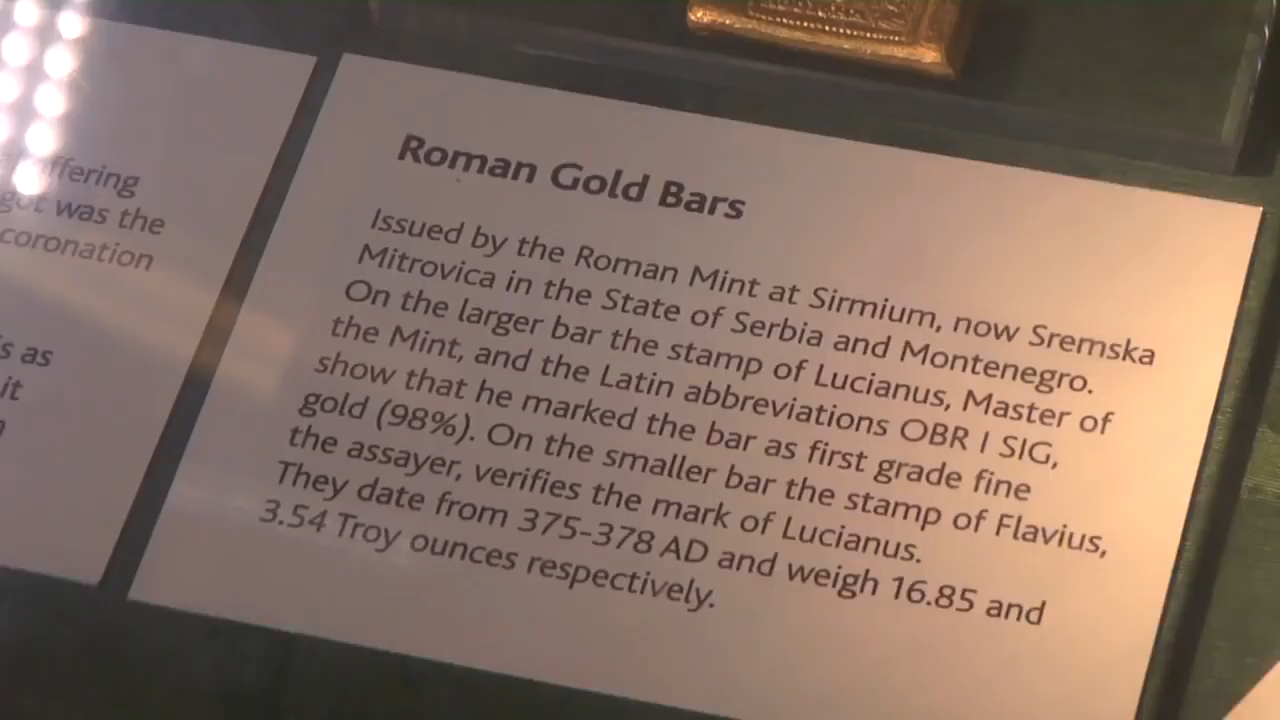 was the
coronation
s as
it
Roman Gold Bars
Issued by the Roman Mint at Sirmium, now Sremska
Mitrovica in the State of Serbia and Montenegro.
On the larger bar the stamp of Lucianus, Master of
the Mint, and the Latin abbreviations OBR I SIG,
show that he marked the bar as first grade fine
gold (98%). On the smaller bar the stamp of Flavius,
the assayer, verifies the mark of Lucianus.
They date from 375-378 AD and weigh 16.85 and
3.54 Troy ounces respectively.